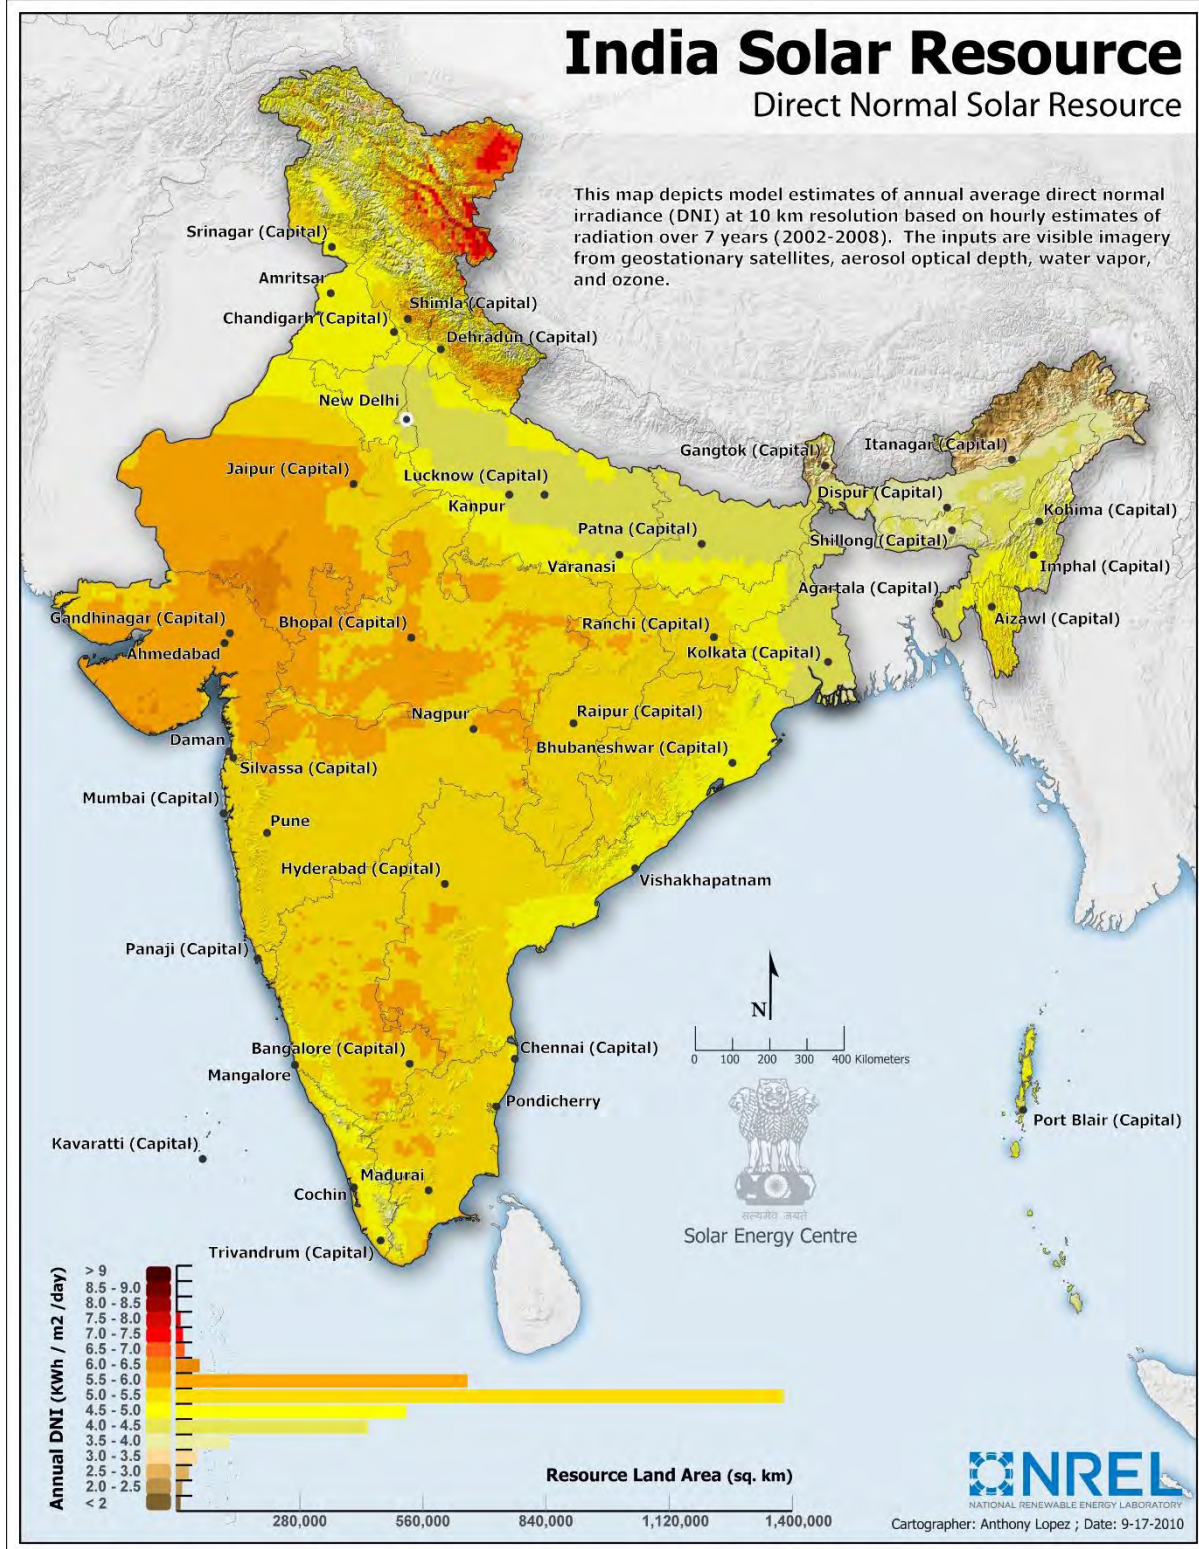 India Solar Resource
Direct Normal Solar Resource
This map depicts model estimates of annual average direct normal
irradiance (DNI) at 10 km resolution based on hourly estimates of
radiation over 7 years (2002-2008).  The inputs are visible imagery
from geostationary satellites, aerosol optical depth, water vapor,
and ozone.
Srinagar (Capital)
Amritsar
Shimla (Capital)
Chandigarh (Capital)
Dehradun (Capital)
New Delhi
Gangtok (Capital)
Itanagar (Capital)
Jaipur (Capital)
Lucknow (Capital)
Dispur (Capital)
Kanpur
Kohima (Capital)
Patna (Capital)
Shillong (Capital)
Varanasi
Imphal (Capital)
Agartala (Capital)
Gandhinagar (Capital)
Bhopal (Capital)
Ranchi (Capital)
Aizawl (Capital)
Ahmedabad
Kolkata (Capital)
Nagpur
Raipur (Capital)
Daman
Bhubaneshwar (Capital)
Silvassa (Capital)
Mumbai (Capital)
Pune
Hyderabad (Capital)
Vishakhapatnam
Panaji (Capital)
N
Bangalore (Capital)
Chennai (Capital)
0 100 200 300 400 Kilometers
Mangalore
Pondicherry
Port Blair (Capital)
Kavaratti (Capital)
Madurai
Cochin
सत्यमेव जयते
Solar Energy Centre
Trivandrum (Capital)
Annual DNI (KWh / m2 /day)
> 9
8.5 - 9.0
8.0 - 8.5
7.5 - 8.0
7.0 - 7.5
6.5 - 7.0
6.0 - 6.5
5.5 - 6.0
5.0 - 5.5
4.5 - 5.0
4.0 - 4.5
3.5 - 4.0
3.0 - 3.5
2.5 - 3.0
2.0 - 2.5
< 2
Resource Land Area (sq. km)
280,000 560,000 840,000 1,120,000 1,400,000
NREL
NATIONAL RENEWABLE ENERGY LABORATORY
Cartographer: Anthony Lopez ; Date: 9-17-2010